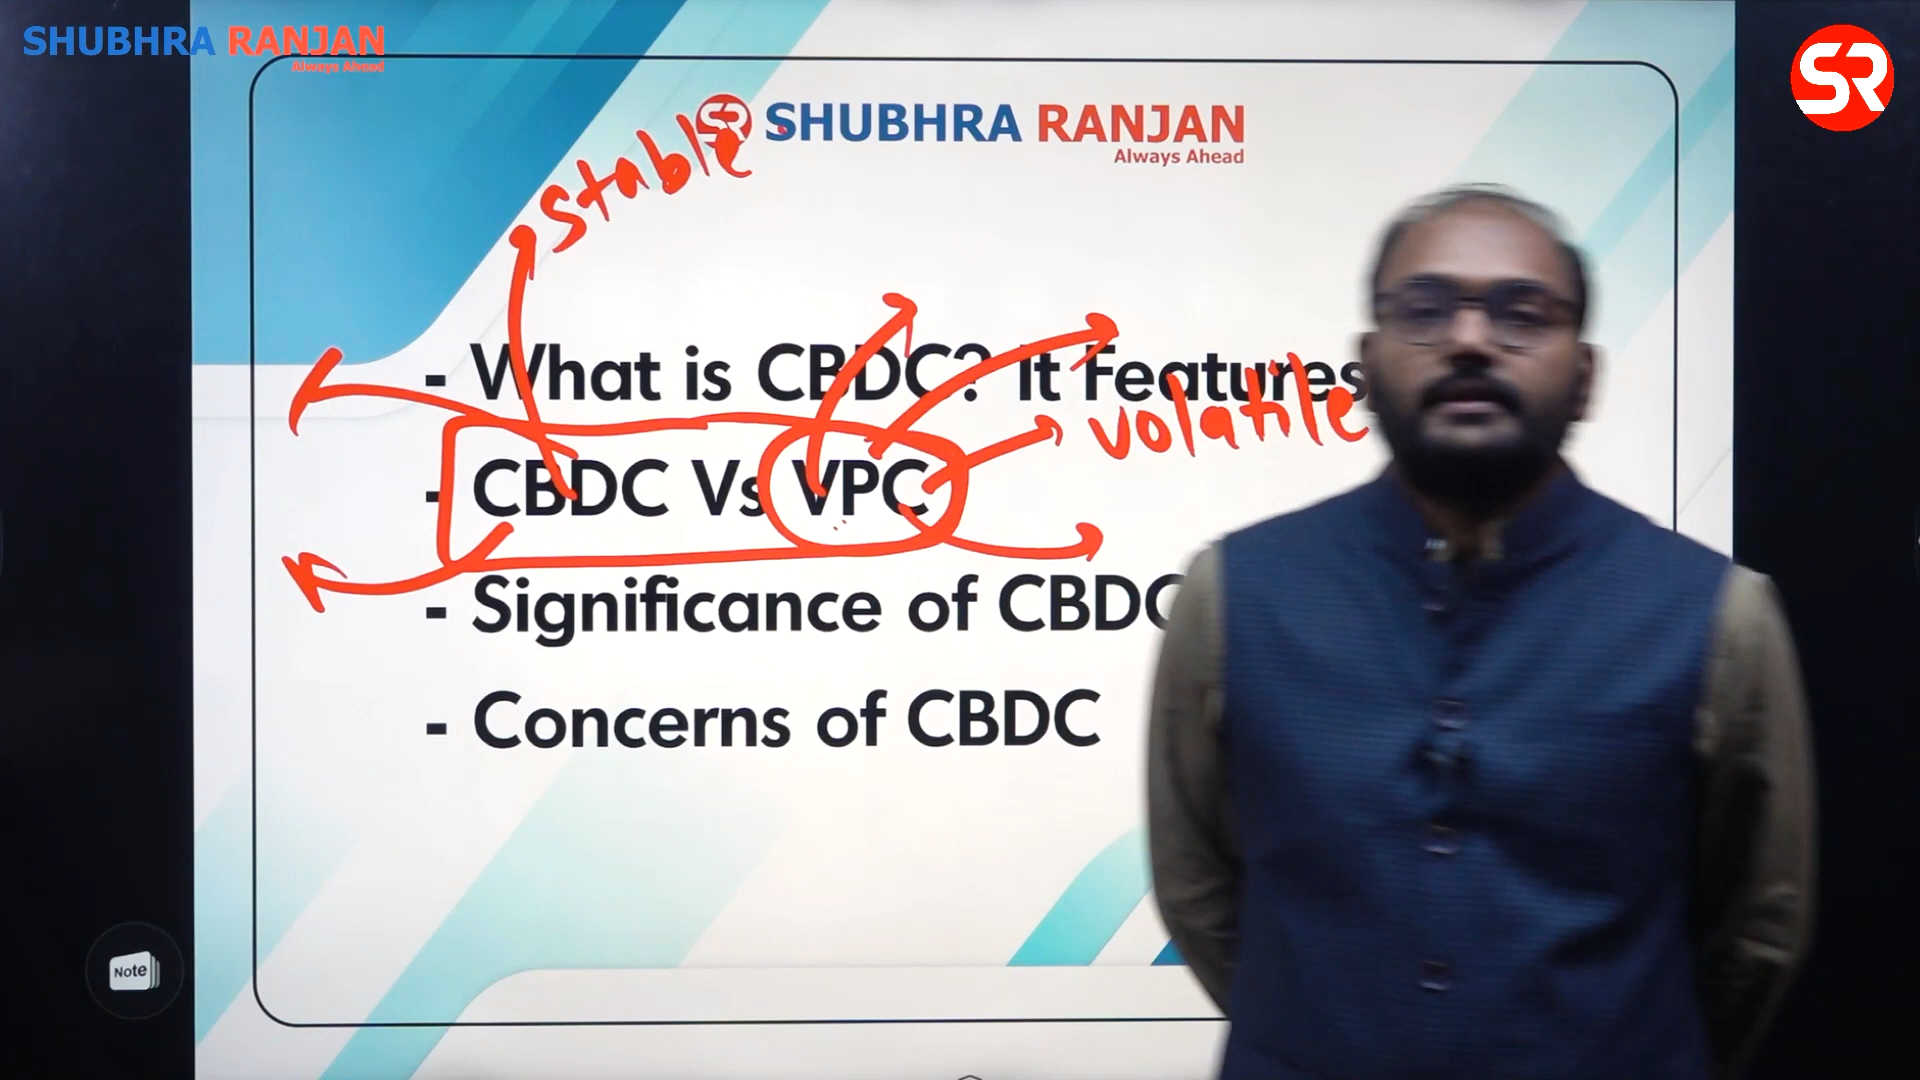 SHUBHRA RANJAN
Always Ahead
SR
SR SHUBHRA RANJAN
Always Ahead
stable
- What is CBDC? It Features
volatile
- CBDC Vs VPC
- Significance of CBDC
- Concerns of CBDC
Note